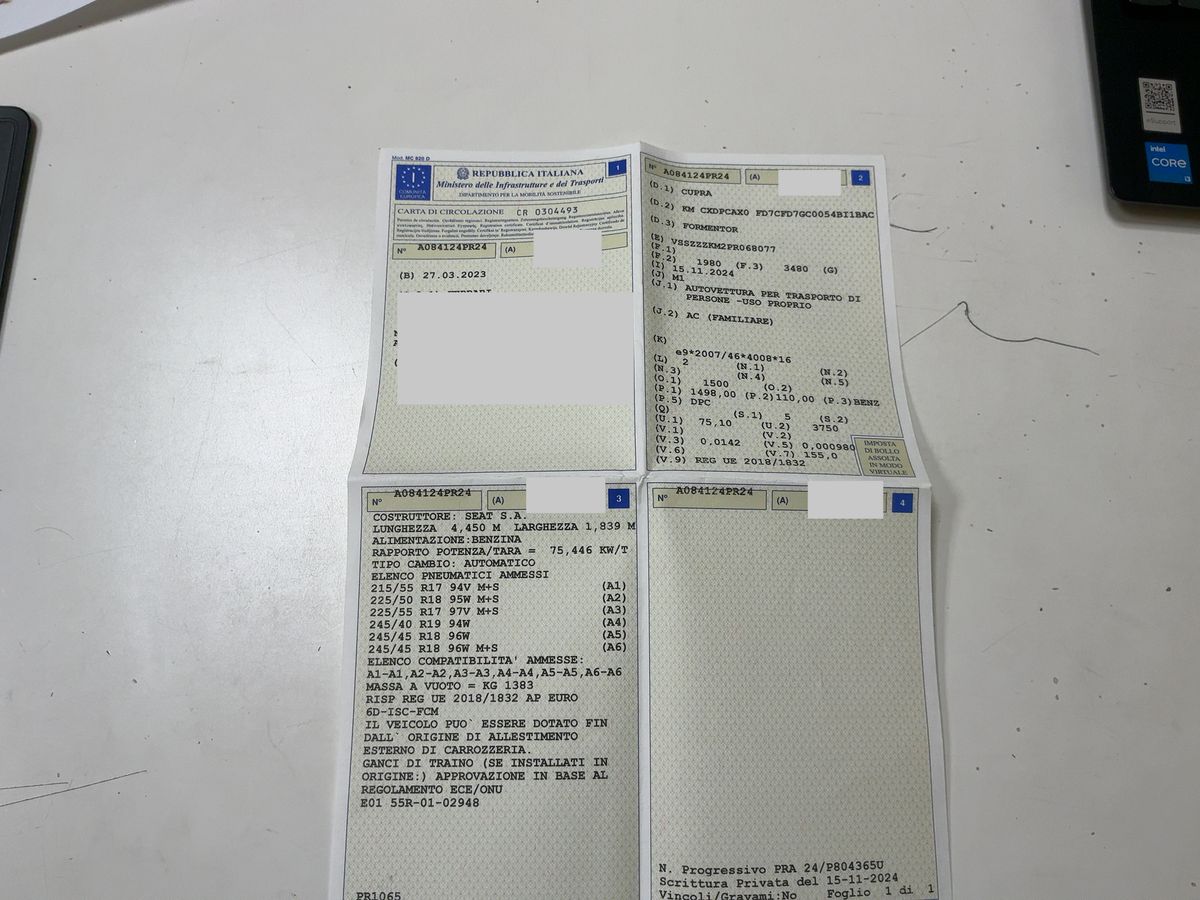 Mod. MC 820 D
I
COMUNITÀ
EUROPEA
REPUBBLICA ITALIANA
Ministero delle Infrastrutture e dei Trasporti
DIPARTIMENTO PER LA MOBILITÀ SOSTENIBILE
1
CARTA DI CIRCOLAZIONE CR 0304493
N° A084124PR24 (A)
(B) 27.03.2023
N° A084124PR24 (A) 2
(D.1) CUPRA
(D.2) KM CXDPCAX0 FD7CFD7GC0054BI1BAC
(D.3) FORMENTOR
(E) VSSZZZKM2PR068077
(F.1)
(F.2) 1980 (F.3) 3480 (G)
(I) 15.11.2024
(J) M1
(J.1) AUTOVETTURA PER TRASPORTO DI
PERSONE -USO PROPRIO
(J.2) AC (FAMILIARE)
(K)
e9*2007/46*4008*16
(L) 2 (N.1) (N.2)
(N.3) (N.4) (N.5)
(O.1) 1500 (O.2)
(P.1) 1498,00 (P.2)110,00 (P.3)BENZ
(P.5) DPC
(Q) (S.1) 5 (S.2)
(U.1) 75,10 (U.2) 3750
(V.1) (V.2)
(V.3) 0,0142 (V.5) 0,000980
(V.6) (V.7) 155,0
(V.9) REG UE 2018/1832
IMPOSTA
DI BOLLO
ASSOLTA
IN MODO
VIRTUALE
N° A084124PR24 (A) 3
COSTRUTTORE: SEAT S.A.
LUNGHEZZA 4,450 M LARGHEZZA 1,839 M
ALIMENTAZIONE:BENZINA
RAPPORTO POTENZA/TARA = 75,446 KW/T
TIPO CAMBIO: AUTOMATICO
ELENCO PNEUMATICI AMMESSI
215/55 R17 94V M+S (A1)
225/50 R18 95W M+S (A2)
225/55 R17 97V M+S (A3)
245/40 R19 94W (A4)
245/45 R18 96W (A5)
245/45 R18 96W M+S (A6)
ELENCO COMPATIBILITA' AMMESSE:
A1-A1,A2-A2,A3-A3,A4-A4,A5-A5,A6-A6
MASSA A VUOTO = KG 1383
RISP REG UE 2018/1832 AP EURO
6D-ISC-FCM
IL VEICOLO PUO` ESSERE DOTATO FIN
DALL` ORIGINE DI ALLESTIMENTO
ESTERNO DI CARROZZERIA.
GANCI DI TRAINO (SE INSTALLATI IN
ORIGINE:) APPROVAZIONE IN BASE AL
REGOLAMENTO ECE/ONU
E01 55R-01-02948
PR1065
N° A084124PR24 (A) 4
N. Progressivo PRA 24/P804365U
Scrittura Privata del 15-11-2024
Vincoli/Gravami:No Foglio 1 di 1
eSupport
intel
CORE
i3